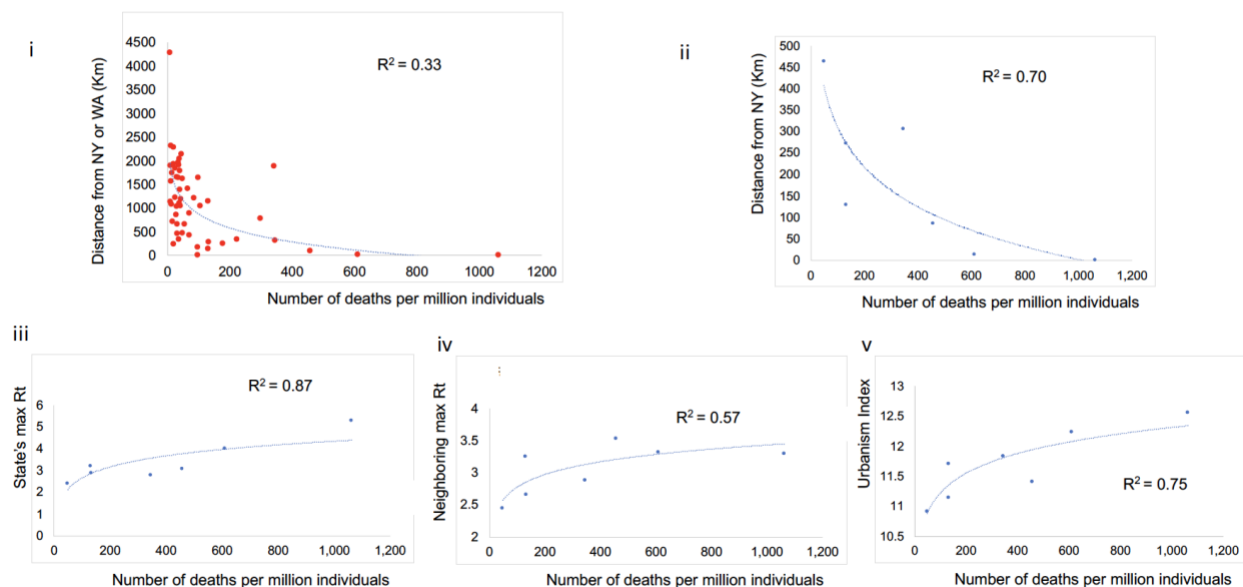 i
Distance from NY or WA (Km)
4500
4000
3500
3000
2500
2000
1500
1000
500
0
R² = 0.33
0 200 400 600 800 1000 1200
Number of deaths per million individuals
ii
Distance from NY (Km)
500
450
400
350
300
250
200
150
100
50
0
R² = 0.70
0 200 400 600 800 1,000 1,200
Number of deaths per million individuals
iii
State's max Rt
6
5
4
3
2
1
0
R² = 0.87
0 200 400 600 800 1,000 1,200
Number of deaths per million individuals
iv
Neighboring max Rt
4
3.5
3
2.5
2
R² = 0.57
0 200 400 600 800 1,000 1,200
Number of deaths per million individuals
v
Urbanism Index
13
12.5
12
11.5
11
10.5
R² = 0.75
0 200 400 600 800 1,000 1,200
Number of deaths per million individuals